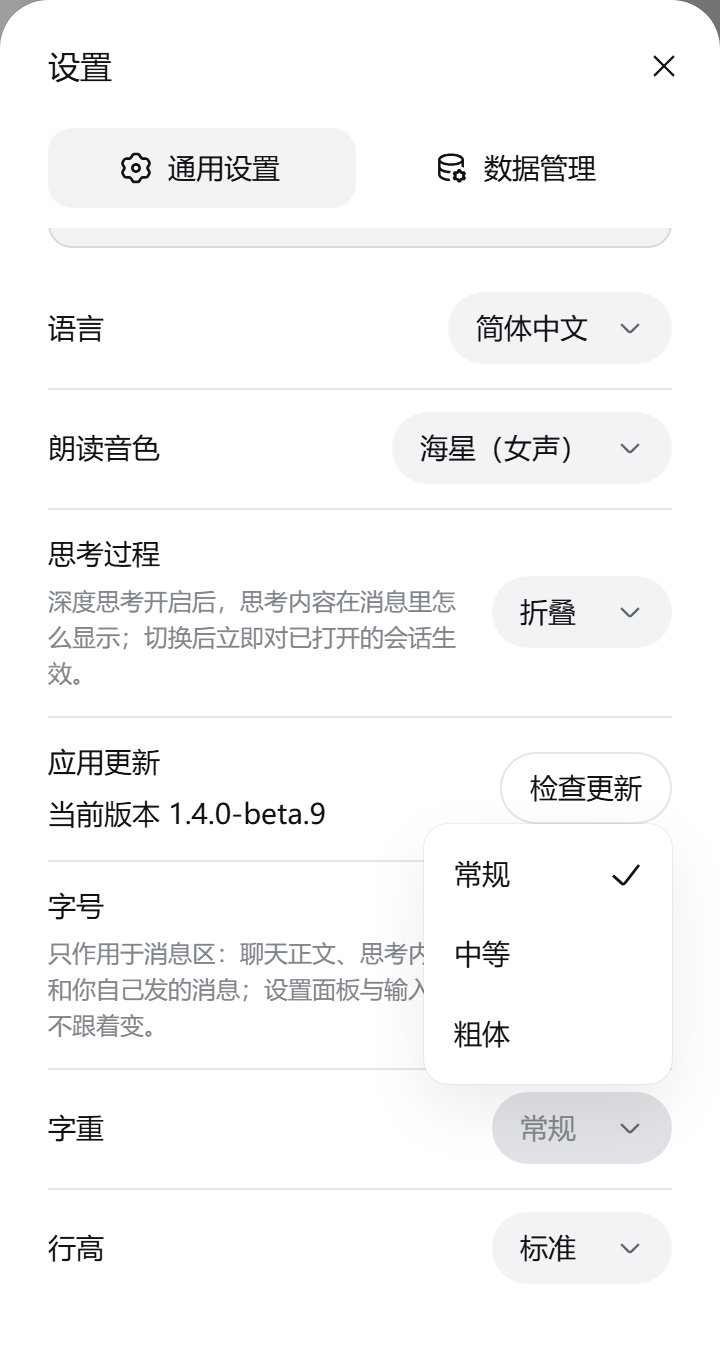 设置
通用设置
数据管理
语言
简体中文
朗读音色
海星（女声）
思考过程
深度思考开启后，思考内容在消息里怎
么显示；切换后立即对已打开的会话生
效。
折叠
应用更新
当前版本 1.4.0-beta.9
检查更新
常规
中等
粗体
字号
只作用于消息区：聊天正文、思考内
和你自己发的消息；设置面板与输入
不跟着变。
字重
常规
行高
标准